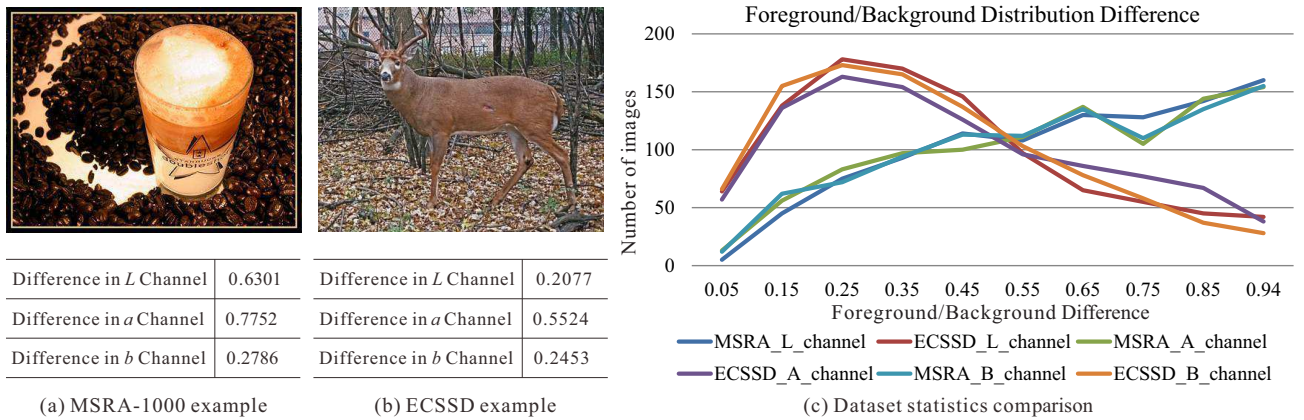 Difference in L Channel 0.6301
Difference in a Channel 0.7752
Difference in b Channel 0.2786
(a) MSRA-1000 example
Difference in L Channel 0.2077
Difference in a Channel 0.5524
Difference in b Channel 0.2453
(b) ECSSD example
Foreground/Background Distribution Difference
Number of images
200
150
100
50
0
0.05 0.15 0.25 0.35 0.45 0.55 0.65 0.75 0.85 0.94
Foreground/Background Difference
MSRA_L_channel ECSSD_L_channel MSRA_A_channel
ECSSD_A_channel MSRA_B_channel ECSSD_B_channel
(c) Dataset statistics comparison